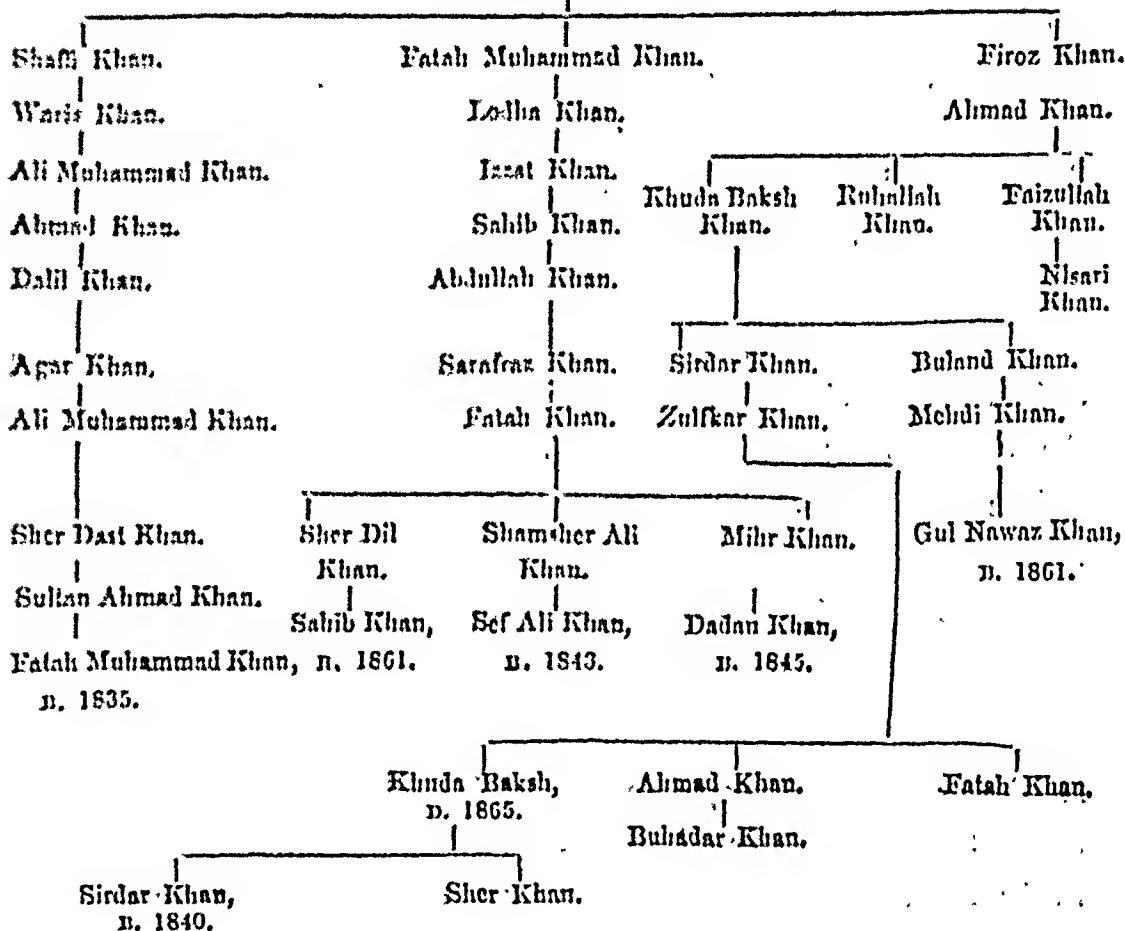 Shaffi Khan. Fatah Muhammad Khan. Firoz Khan.
Waris Khan. Lodha Khan. Ahmad Khan.
Ali Muhammad Khan. Izzat Khan.
Khuda Baksh Ruhallah Faizullah
Ahmad Khan. Sahib Khan. Khan. Khan. Khan.
Dalil Khan. Abdullah Khan. Nisari
Khan.
Agar Khan. Sarafraz Khan. Sirdar Khan. Buland Khan.
Ali Muhammad Khan. Fatah Khan. Zulfkar Khan. Mehdi Khan.
Sher Dast Khan. Sher Dil Shamsher Ali Mihr Khan. Gul Nawaz Khan,
Khan. Khan. B. 1861.
Sultan Ahmad Khan.
Sahib Khan, Sef Ali Khan, Dadan Khan,
Fatah Muhammad Khan, B. 1861. B. 1843. B. 1845.
B. 1835.
Khuda Baksh, Ahmad Khan. Fatah Khan.
D. 1865.
Buhadar Khan.
Sirdar Khan, Sher Khan.
B. 1840.